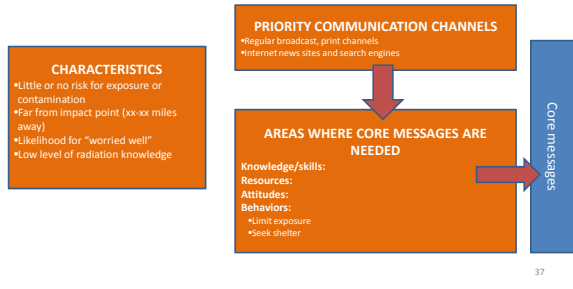 CHARACTERISTICS
•Little or no risk for exposure or
contamination
•Far from impact point (xx-xx miles
away)
•Likelihood for “worried well”
•Low level of radiation knowledge
PRIORITY COMMUNICATION CHANNELS
•Regular broadcast, print channels
•Internet news sites and search engines
AREAS WHERE CORE MESSAGES ARE
NEEDED
Knowledge/skills:
Resources:
Attitudes:
Behaviors:
•Limit exposure
•Seek shelter
Core messages
37